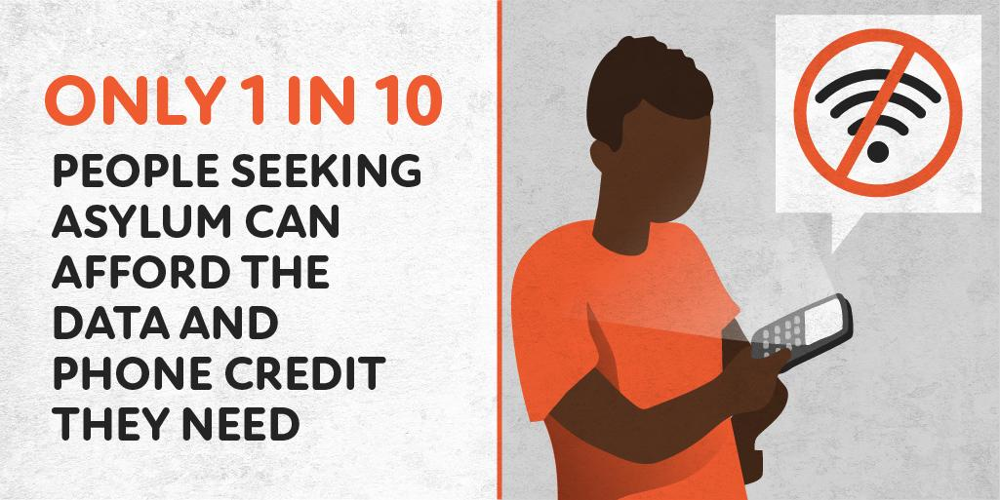 ONLY 1 IN 10
PEOPLE SEEKING
ASYLUM CAN
AFFORD THE
DATA AND
PHONE CREDIT
THEY NEED